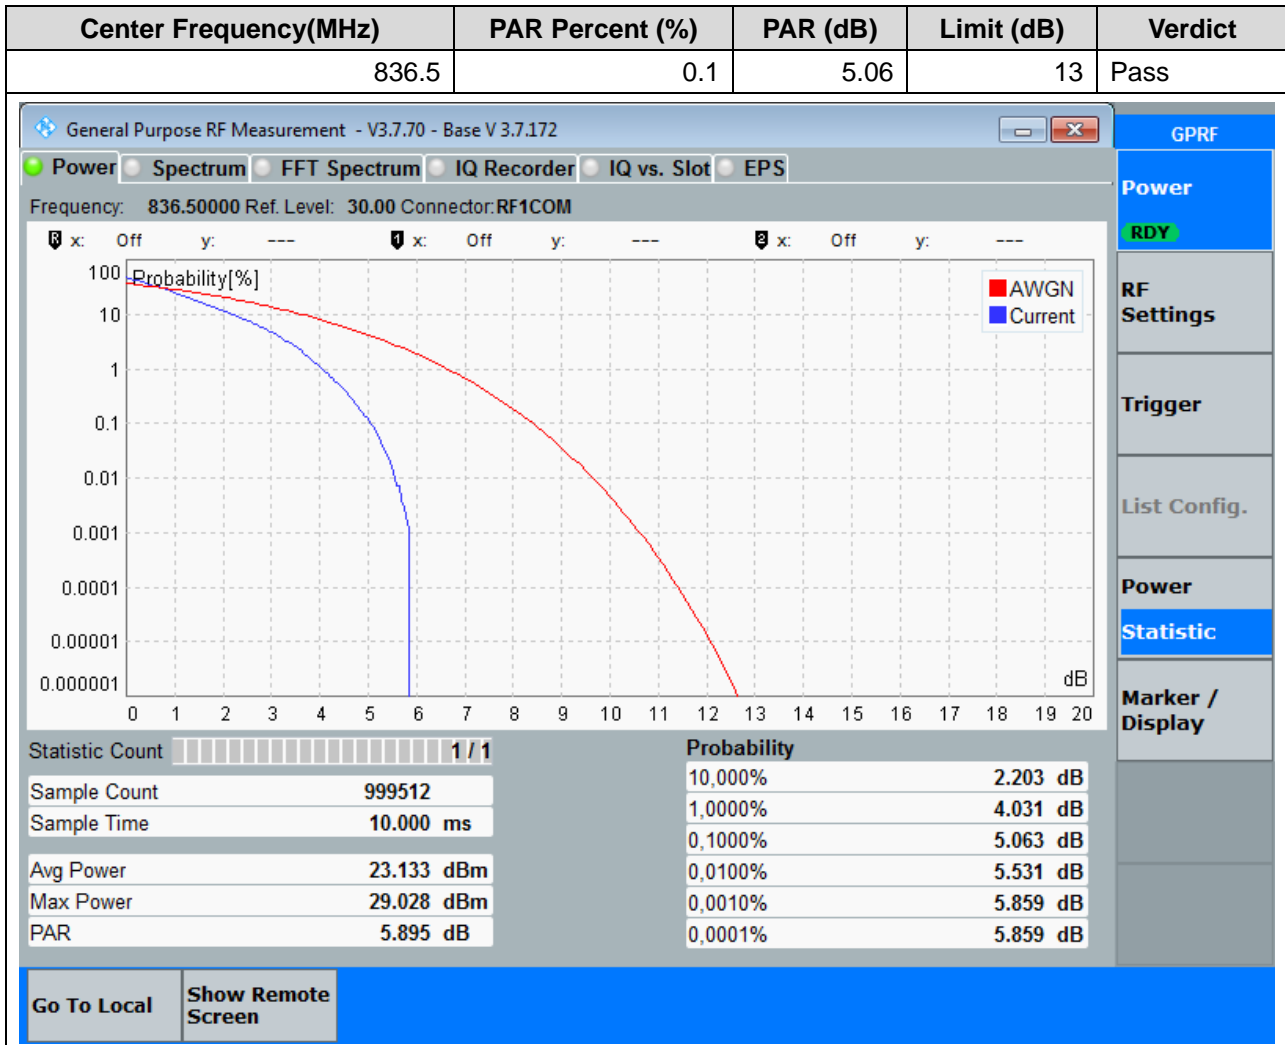 Center Frequency(MHz) PAR Percent (%) PAR (dB) Limit (dB) Verdict
836.5 0.1 5.06 13 Pass
General Purpose RF Measurement - V3.7.70 - Base V 3.7.172
GPRF
Power Spectrum FFT Spectrum IQ Recorder IQ vs. Slot EPS
Frequency: 836.50000 Ref. Level: 30.00 Connector:RF1COM
R x: Off y: --- 1 x: Off y: --- 2 x: Off y: ---
Probability[%]
AWGN
Current
100
10
1
0.1
0.01
0.001
0.0001
0.00001
0.000001
dB
0 1 2 3 4 5 6 7 8 9 10 11 12 13 14 15 16 17 18 19 20
Statistic Count 1 / 1
Sample Count 999512
Sample Time 10.000 ms
Avg Power 23.133 dBm
Max Power 29.028 dBm
PAR 5.895 dB
Probability
10,000% 2.203 dB
1,0000% 4.031 dB
0,1000% 5.063 dB
0,0100% 5.531 dB
0,0010% 5.859 dB
0,0001% 5.859 dB
Power
RDY
RF
Settings
Trigger
List Config.
Power
Statistic
Marker /
Display
Go To Local
Show Remote
Screen